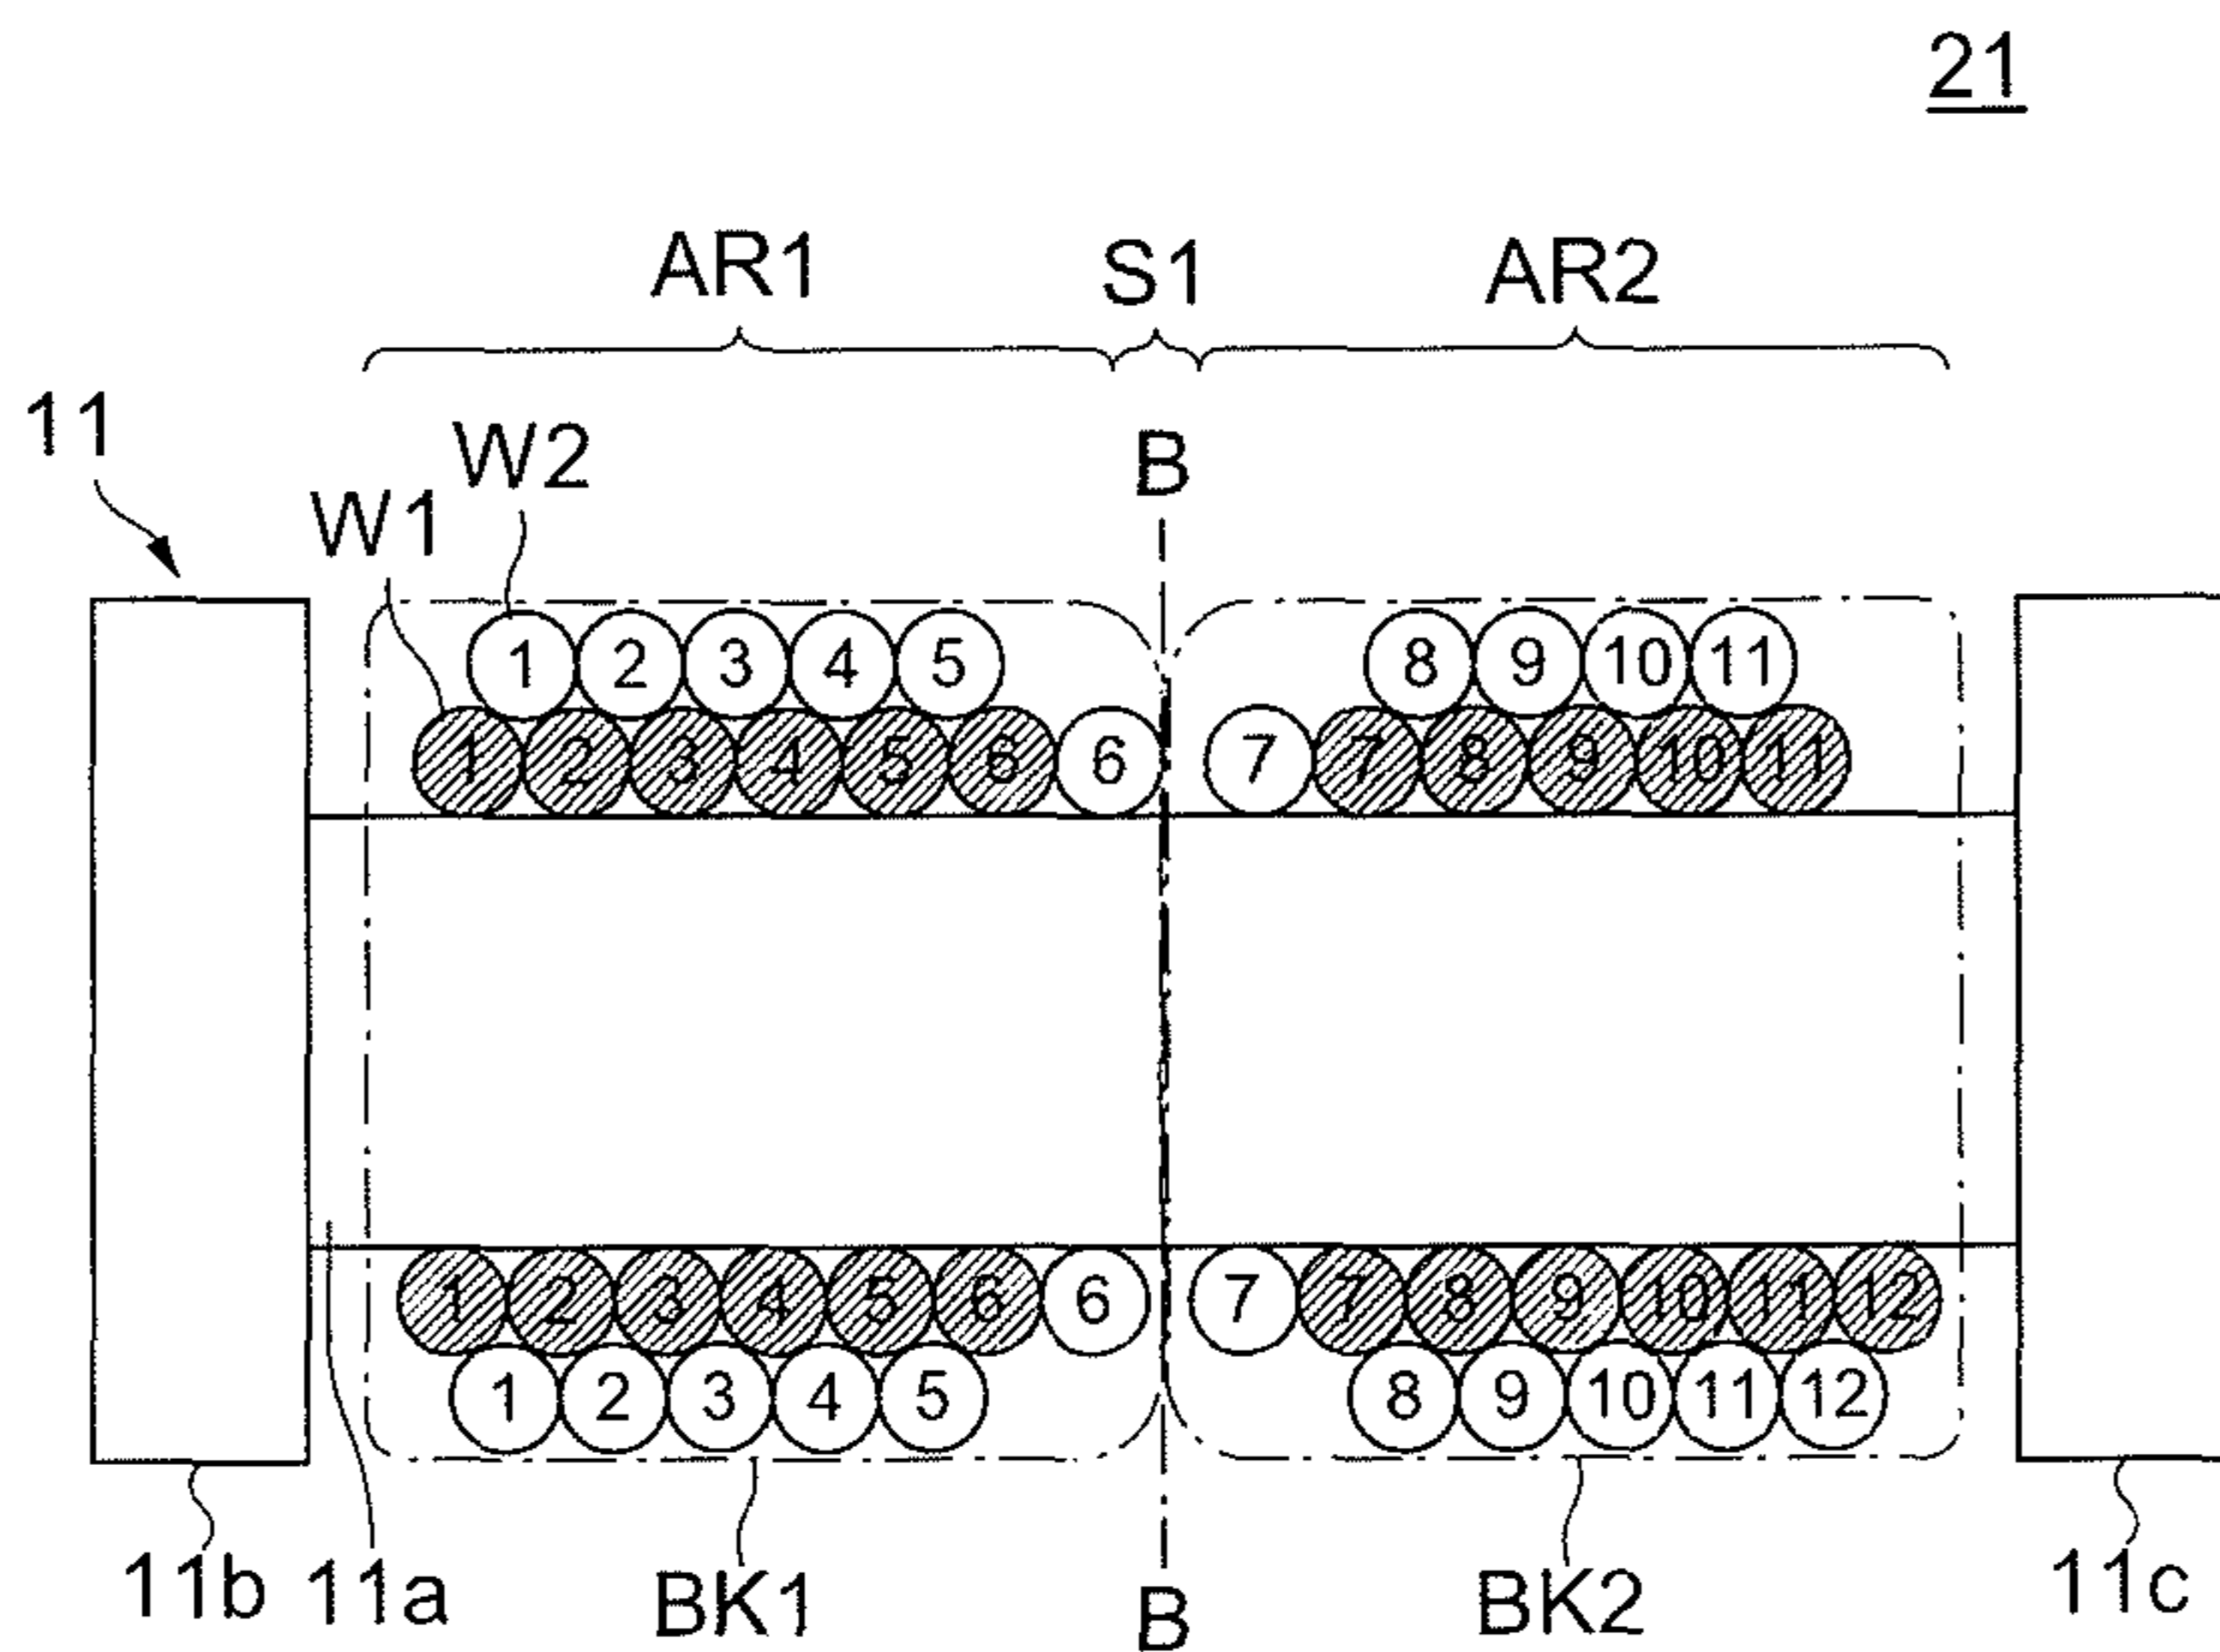 21
AR1 S1 AR2
11
W2 B
W1
1 2 3 4 5 8 9 10 11
1 2 3 4 5 6 6 7 7 8 9 10 11
1 2 3 4 5 6 6 7 7 8 9 10 11 12
1 2 3 4 5 8 9 10 11 12
11b 11a BK1 B BK2 11c